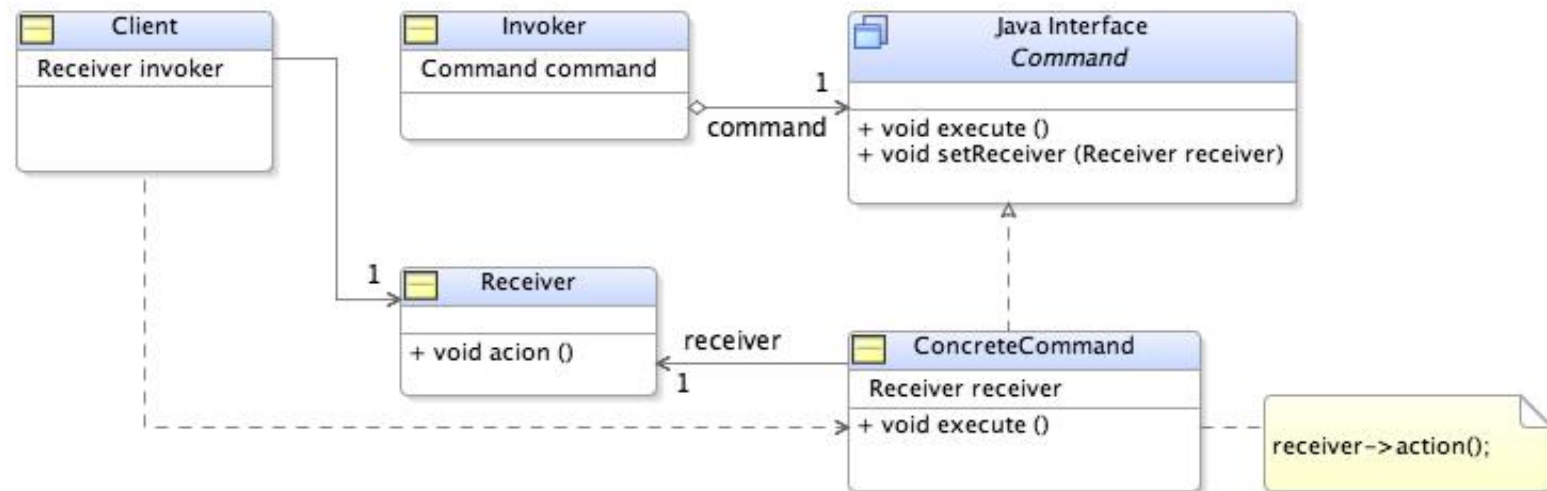 Client
Receiver invoker
Invoker
Command command
Java Interface
Command
+ void execute ()
+ void setReceiver (Receiver receiver)
1
command
1
Receiver
+ void acion ()
receiver
1
ConcreteCommand
Receiver receiver
+ void execute ()
receiver->action();